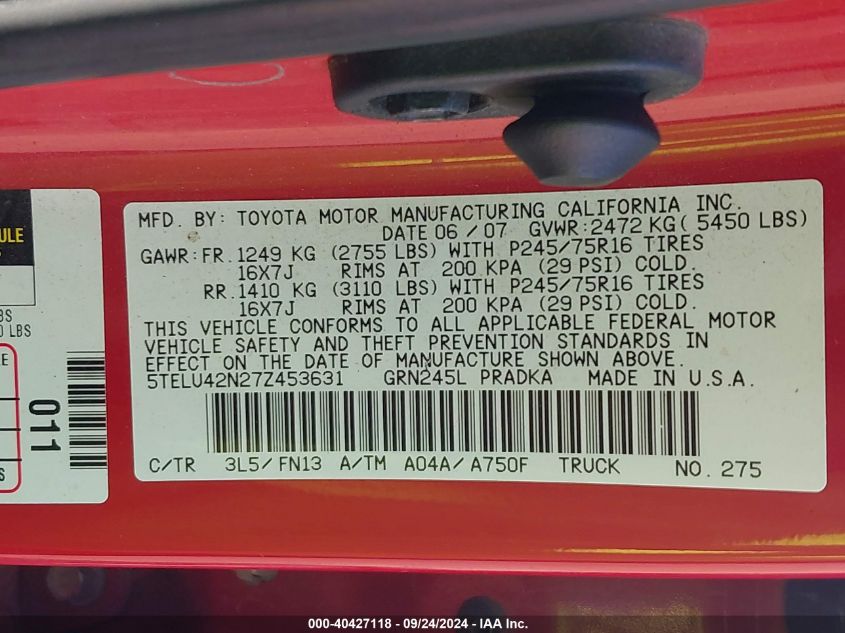 MFD. BY: TOYOTA MOTOR MANUFACTURING CALIFORNIA INC.
DATE 06 / 07 GVWR: 2472 KG ( 5450 LBS)
GAWR: FR. 1249 KG (2755 LBS) WITH P245/75R16 TIRES
16X7J RIMS AT 200 KPA (29 PSI) COLD.
RR. 1410 KG (3110 LBS) WITH P245/75R16 TIRES
16X7J RIMS AT 200 KPA (29 PSI) COLD.
THIS VEHICLE CONFORMS TO ALL APPLICABLE FEDERAL MOTOR
VEHICLE SAFETY AND THEFT PREVENTION STANDARDS IN
EFFECT ON THE DATE OF MANUFACTURE SHOWN ABOVE.
5TELU42N27Z453631 GRN245L PRADKA MADE IN U.S.A.
C/TR 3L5/FN13 A/TM A04A/A750F TRUCK NO. 275
LBS
011
000-40427118 - 09/24/2024 - IAA Inc.